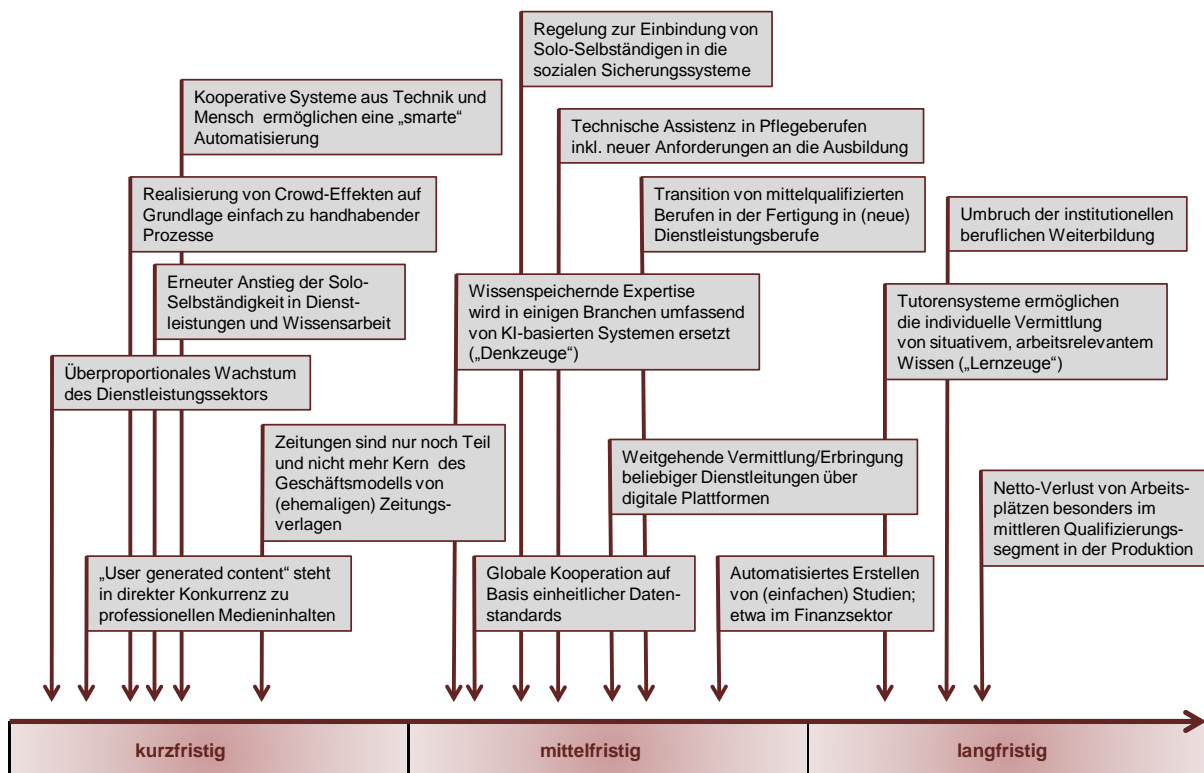 Regelung zur Einbindung von
Solo-Selbständigen in die
sozialen Sicherungssysteme
Kooperative Systeme aus Technik und
Mensch ermöglichen eine „smarte“
Automatisierung
Technische Assistenz in Pflegeberufen
inkl. neuer Anforderungen an die Ausbildung
Realisierung von Crowd-Effekten auf
Grundlage einfach zu handhabender
Prozesse
Transition von mittelqualifizierten
Berufen in der Fertigung in (neue)
Dienstleistungsberufe
Umbruch der institutionellen
beruflichen Weiterbildung
Erneuter Anstieg der Solo-
Selbständigkeit in Dienst-
leistungen und Wissensarbeit
Wissenspeichernde Expertise
wird in einigen Branchen umfassend
von KI-basierten Systemen ersetzt
(„Denkzeuge“)
Tutorensysteme ermöglichen
die individuelle Vermittlung
von situativem, arbeitsrelevantem
Wissen („Lernzeuge“)
Überproportionales Wachstum
des Dienstleistungssektors
Zeitungen sind nur noch Teil
und nicht mehr Kern des
Geschäftsmodells von
(ehemaligen) Zeitungs-
verlagen
Weitgehende Vermittlung/Erbringung
beliebiger Dienstleitungen über
digitale Plattformen
Netto-Verlust von Arbeits-
plätzen besonders im
mittleren Qualifizierungs-
segment in der Produktion
„User generated content“ steht
in direkter Konkurrenz zu
professionellen Medieninhalten
Globale Kooperation auf
Basis einheitlicher Daten-
standards
Automatisiertes Erstellen
von (einfachen) Studien;
etwa im Finanzsektor
kurzfristig
mittelfristig
langfristig